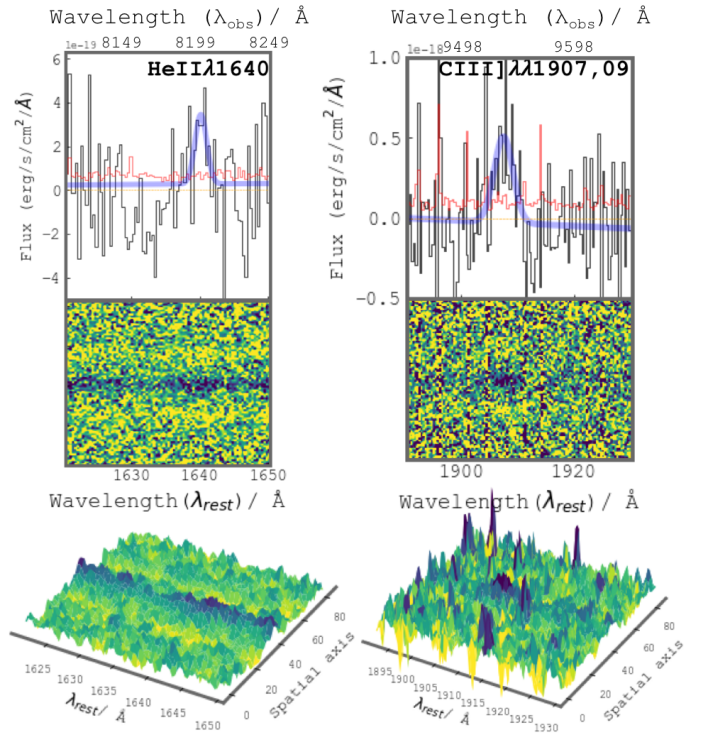 Wavelength (λobs)/ Å
1e-19 8149 8199 8249
HeIIλ1640
6
4
2
0
−2
−4
Flux (erg/s/cm²/Å)
1630 1640 1650
Wavelength(λrest)/ Å
Wavelength (λobs)/ Å
1e-18 9498 9598
CIII]λλ1907,09
1.0
0.5
0.0
−0.5
Flux (erg/s/cm²/Å)
1900 1920
Wavelength(λrest)/ Å
1625
1630
1635
1640
1645
1650
λrest/ Å
0
20
40
60
80
Spatial axis
1895
1900
1905
1910
1915
1920
1925
1930
λrest/ Å
0
20
40
60
80
Spatial axis